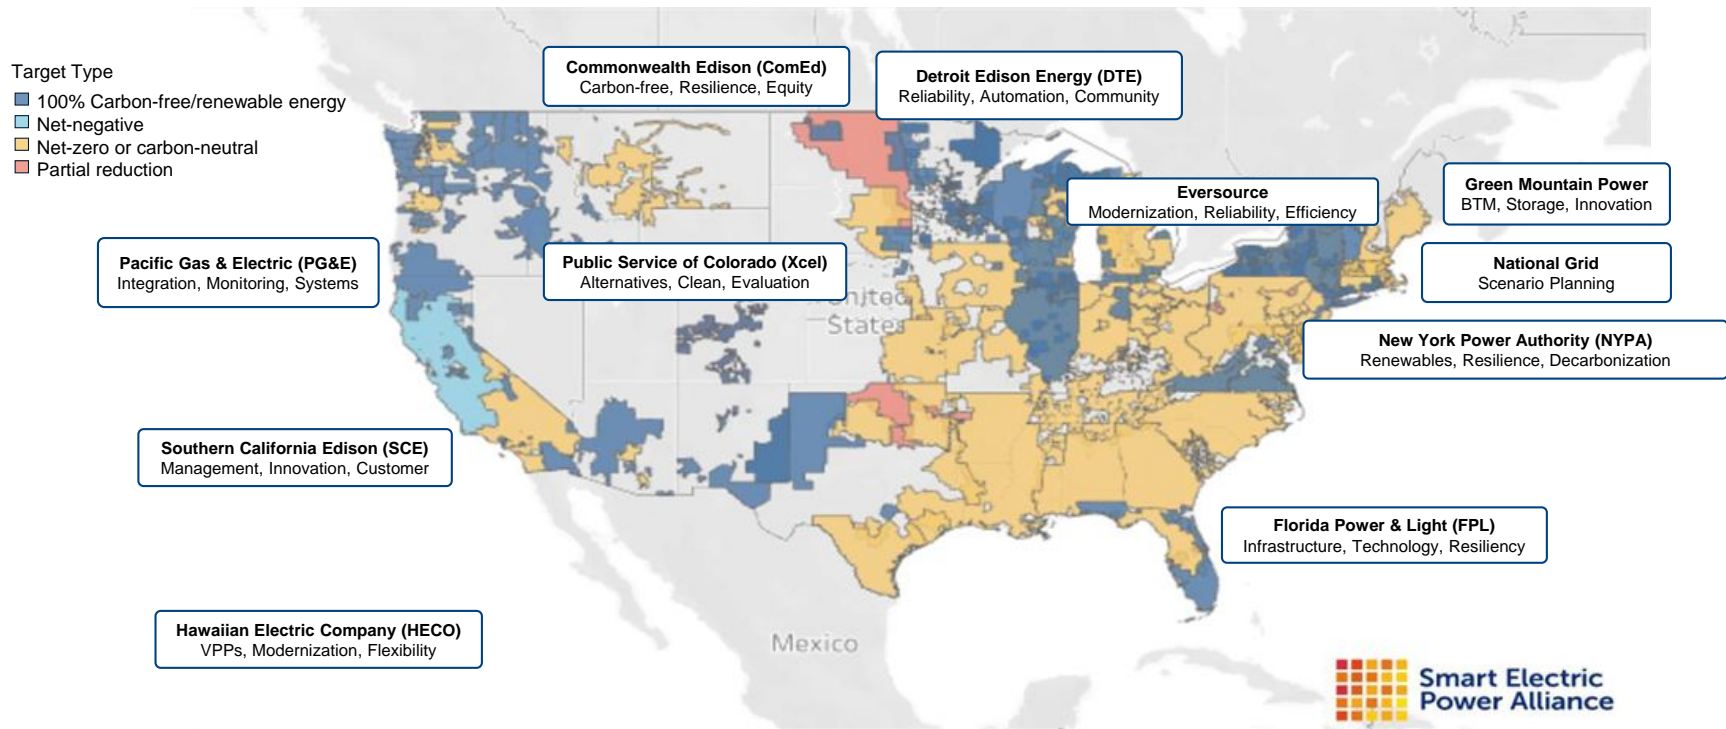 Target Type
100% Carbon-free/renewable energy
Net-negative
Net-zero or carbon-neutral
Partial reduction
Commonwealth Edison (ComEd)
Carbon-free, Resilience, Equity
Detroit Edison Energy (DTE)
Reliability, Automation, Community
Eversource
Modernization, Reliability, Efficiency
Green Mountain Power
BTM, Storage, Innovation
Pacific Gas & Electric (PG&E)
Integration, Monitoring, Systems
Public Service of Colorado (Xcel)
Alternatives, Clean, Evaluation
National Grid
Scenario Planning
United
States
New York Power Authority (NYPA)
Renewables, Resilience, Decarbonization
Southern California Edison (SCE)
Management, Innovation, Customer
Florida Power & Light (FPL)
Infrastructure, Technology, Resiliency
Hawaiian Electric Company (HECO)
VPPs, Modernization, Flexibility
Mexico
Smart Electric
Power Alliance